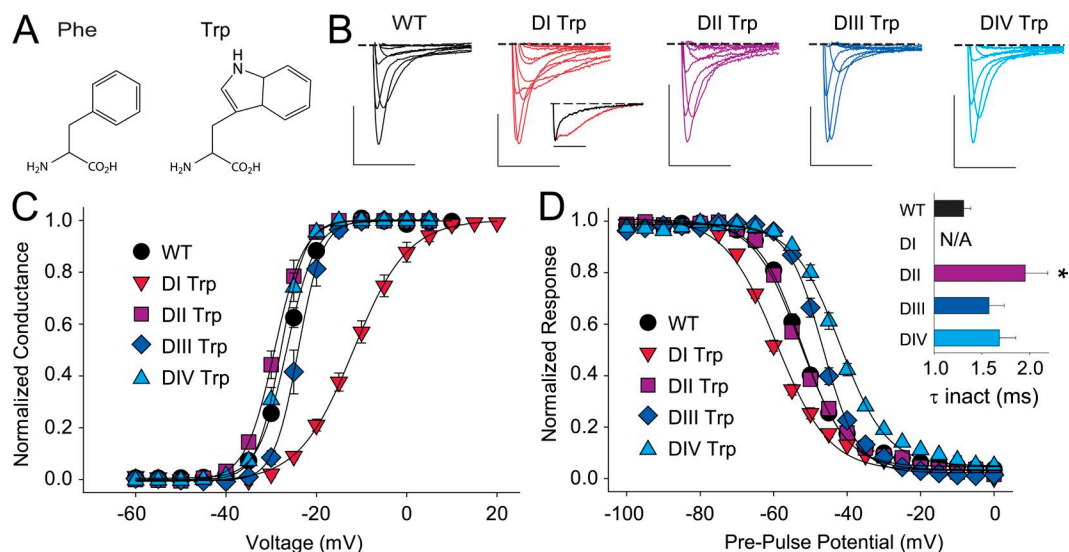 A
Phe
Trp
H
N
H₂N
CO₂H
H₂N
CO₂H
B
WT
DI Trp
DII Trp
DIII Trp
DIV Trp
C
Normalized Conductance
1.0
0.8
0.6
0.4
0.2
0.0
WT
DI Trp
DII Trp
DIII Trp
DIV Trp
-60
-40
-20
0
20
Voltage (mV)
D
Normalized Response
1.0
0.8
0.6
0.4
0.2
0.0
WT
DI Trp
DII Trp
DIII Trp
DIV Trp
-100
-80
-60
-40
-20
0
Pre-Pulse Potential (mV)
WT
DI
N/A
DII
*
DIII
DIV
1.0
1.5
2.0
τ inact (ms)